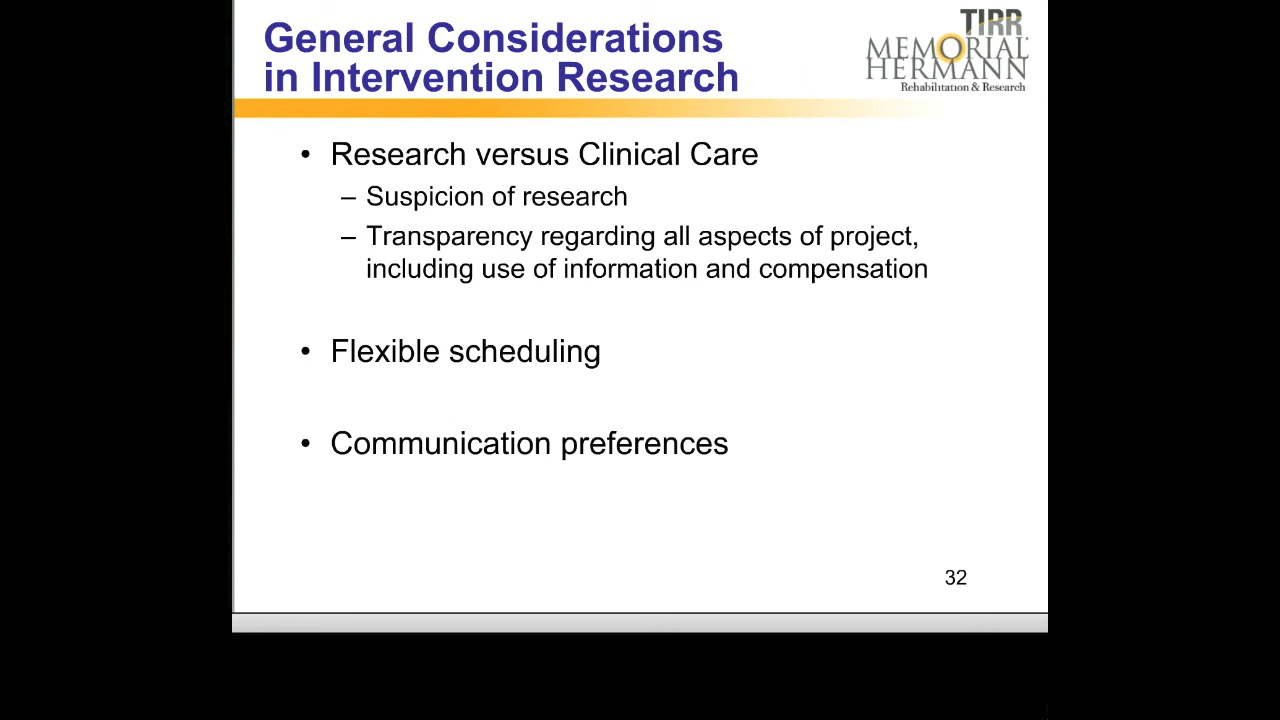 General Considerations
in Intervention Research
TIRR
MEMORIAL
HERMANN
Rehabilitation & Research
• Research versus Clinical Care
– Suspicion of research
– Transparency regarding all aspects of project,
including use of information and compensation
• Flexible scheduling
• Communication preferences
32